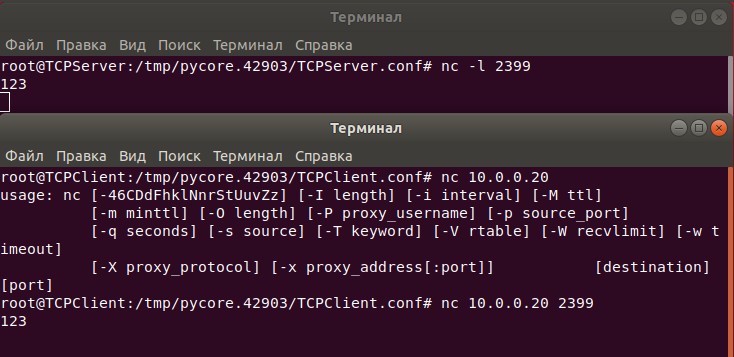 Терминал
Файл Правка Вид Поиск Терминал Справка
root@TCPServer:/tmp/pycore.42903/TCPServer.conf# nc -l 2399
123
Терминал
Файл Правка Вид Поиск Терминал Справка
root@TCPClient:/tmp/pycore.42903/TCPClient.conf# nc 10.0.0.20
usage: nc [-46CDdFhklNnrStUuvZz] [-I length] [-i interval] [-M ttl]
          [-m minttl] [-O length] [-P proxy_username] [-p source_port]
          [-q seconds] [-s source] [-T keyword] [-V rtable] [-W recvlimit] [-w t
imeout]
          [-X proxy_protocol] [-x proxy_address[:port]]           [destination]
[port]
root@TCPClient:/tmp/pycore.42903/TCPClient.conf# nc 10.0.0.20 2399
123